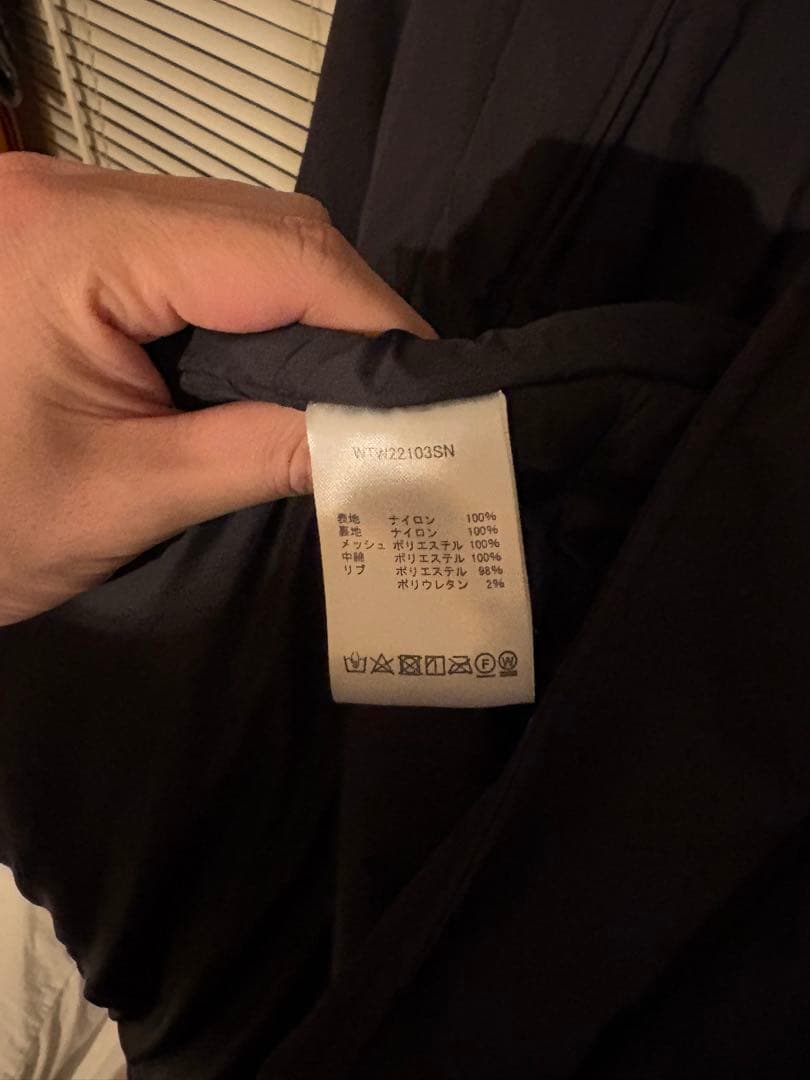 WTW22103SN
表地 ナイロン 100%
裏地 ナイロン 100%
メッシュ ポリエステル 100%
中綿 ポリエステル 100%
リブ ポリエステル 98%
ポリウレタン 2%
F W